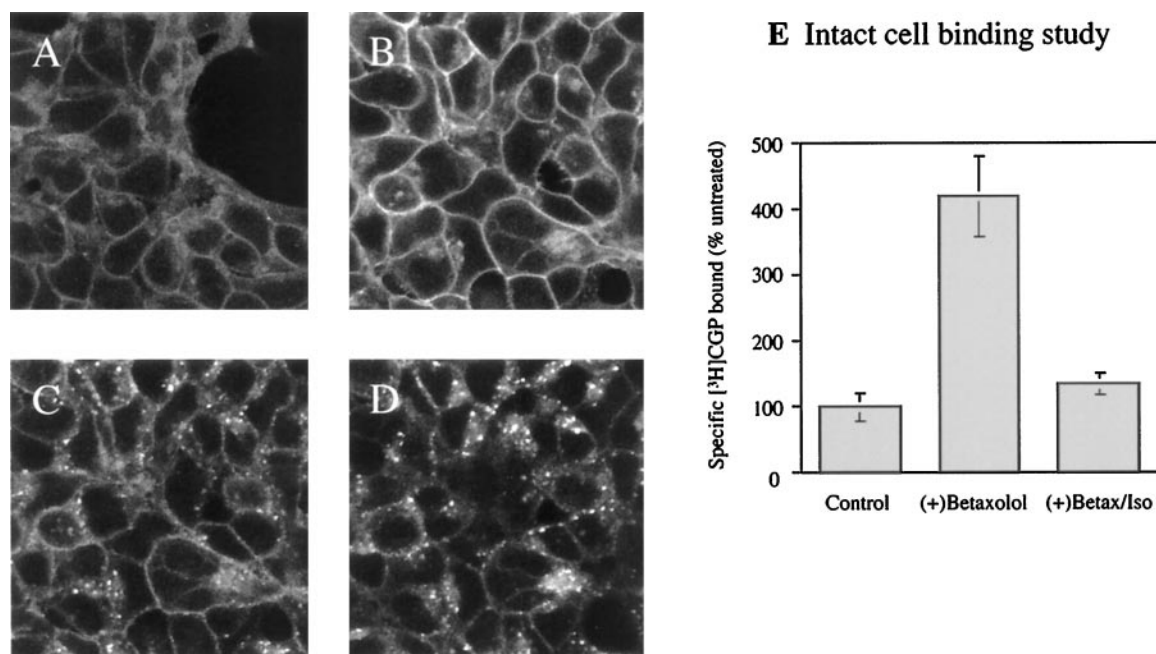 A
B
C
D
E Intact cell binding study
Specific [³H]CGP bound (% untreated)
500
400
300
200
100
0
Control (+)Betaxolol (+)Betax/Iso